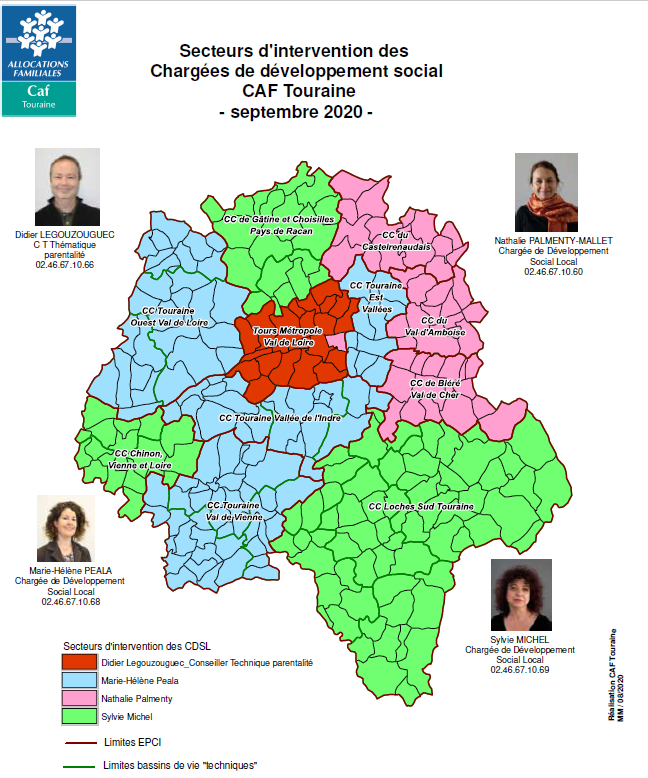 ALLOCATIONS
FAMILIALES
Caf
Touraine
Secteurs d'intervention des
Chargées de développement social
CAF Touraine
- septembre 2020 -
Didier LEGOUZOUGUEC
C T Thématique
parentalité
02.46.67.10.66
Nathalie PALMENTY-MALLET
Chargée de Développement
Social Local
02.46.67.10.60
CC de Gâtine et Choisilles
Pays de Racan
CC du
Castelrenaudais
CC Touraine
Est
Vallées
CC Touraine
Ouest Val de Loire
Tours Métropole
Val de Loire
CC du
Val d'Amboise
CC de Bléré
Val de Cher
CC Touraine Vallée de l'Indre
CC Chinon,
Vienne et Loire
CC Touraine
Val de Vienne
CC Loches Sud Touraine
Marie-Hélène PEALA
Chargée de Développement
Social Local
02.46.67.10.68
Sylvie MICHEL
Chargée de Développement
Social Local
02.46.67.10.69
Secteurs d'intervention des CDSL
Didier Legouzouguec_Conseiller Technique parentalité
Marie-Hélène Peala
Nathalie Palmenty
Sylvie Michel
Limites EPCI
Limites bassins de vie "techniques"
Réalisation CAF Touraine
MM / 08/2020